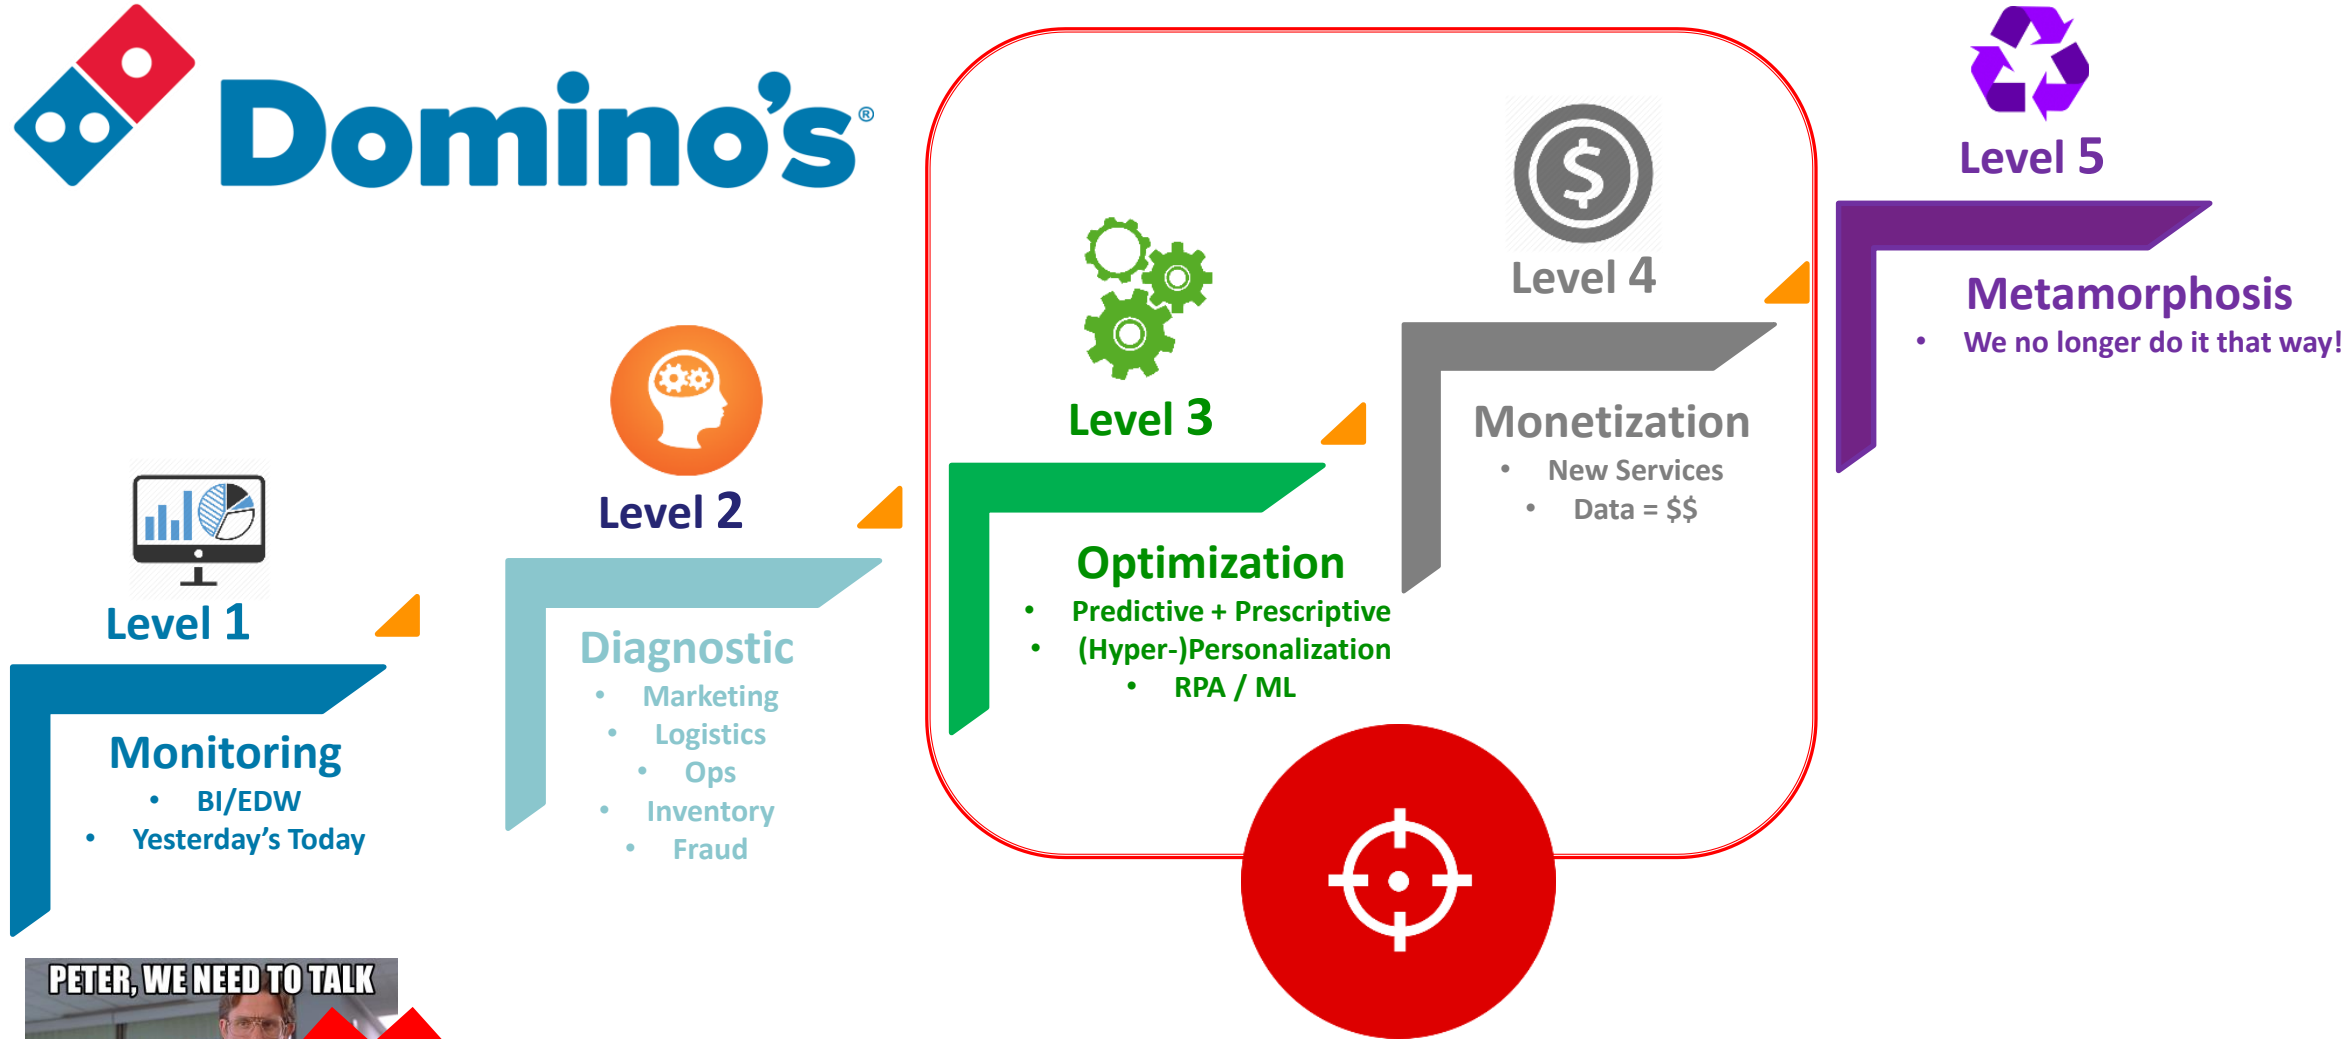 Domino's®
Level 1
Monitoring
• BI/EDW
• Yesterday's Today
Level 2
Diagnostic
• Marketing
• Logistics
• Ops
• Inventory
• Fraud
Level 3
Optimization
• Predictive + Prescriptive
• (Hyper-)Personalization
• RPA / ML
Level 4
Monetization
• New Services
• Data = $$
Level 5
Metamorphosis
• We no longer do it that way!
PETER, WE NEED TO TALK